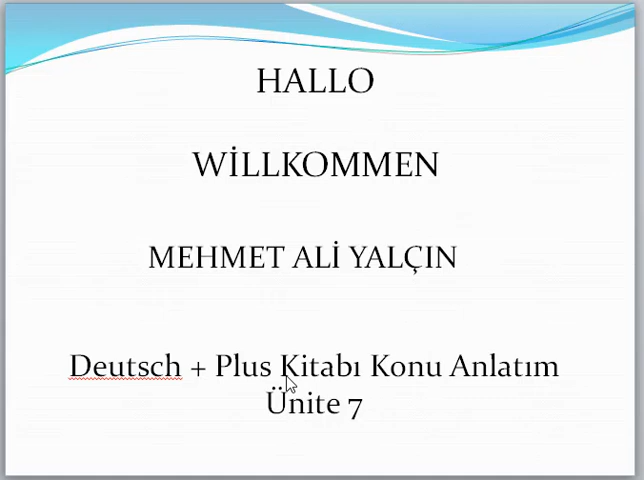 HALLO
WİLLKOMMEN
MEHMET ALİ YALÇIN
Deutsch + Plus Kitabı Konu Anlatım
Ünite 7